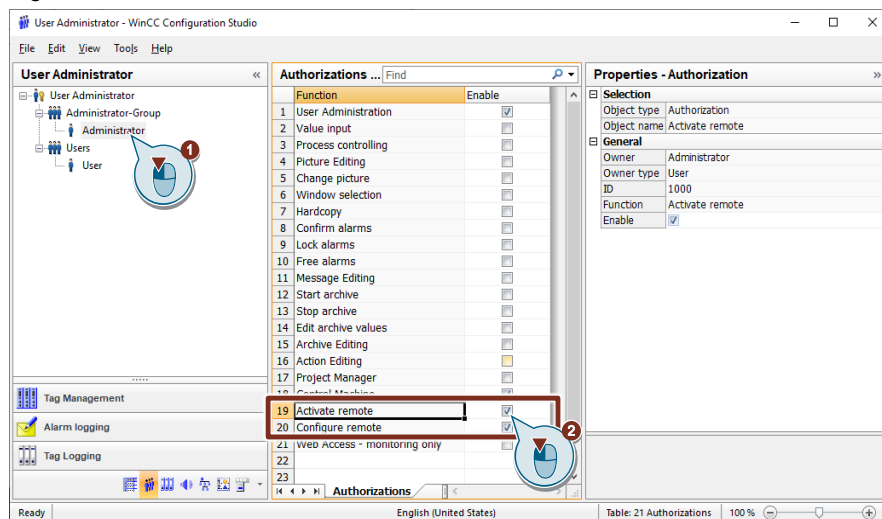 User Administrator - WinCC Configuration Studio
File Edit View Tools Help
User Administrator «
User Administrator
Administrator-Group
Administrator
Users
User
1
Tag Management
Alarm logging
Tag Logging
Authorizations ... Find
Function Enable
1 User Administration
2 Value input
3 Process controlling
4 Picture Editing
5 Change picture
6 Window selection
7 Hardcopy
8 Confirm alarms
9 Lock alarms
10 Free alarms
11 Message Editing
12 Start archive
13 Stop archive
14 Edit archive values
15 Archive Editing
16 Action Editing
17 Project Manager
18 Control Machine
19 Activate remote
20 Configure remote
2
21 Web Access - monitoring only
22
23
Authorizations
Properties - Authorization »
Selection
Object type Authorization
Object name Activate remote
General
Owner Administrator
Owner type User
ID 1000
Function Activate remote
Enable
Ready English (United States) Table: 21 Authorizations 100 %